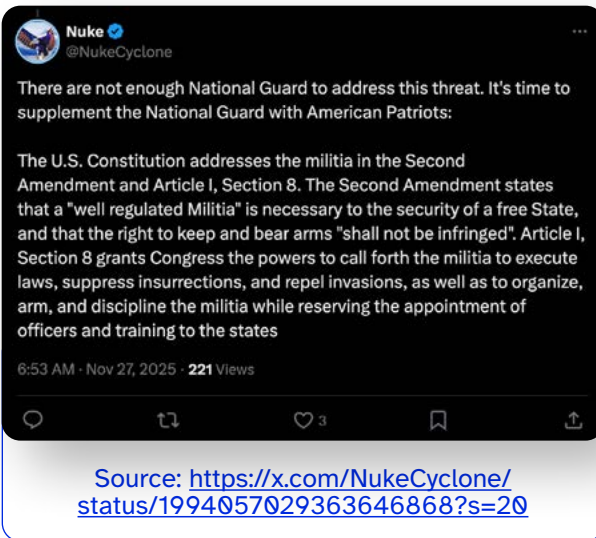 Nuke
@NukeCyclone
There are not enough National Guard to address this threat. It's time to
supplement the National Guard with American Patriots:
The U.S. Constitution addresses the militia in the Second
Amendment and Article I, Section 8. The Second Amendment states
that a "well regulated Militia" is necessary to the security of a free State,
and that the right to keep and bear arms "shall not be infringed". Article I,
Section 8 grants Congress the powers to call forth the militia to execute
laws, suppress insurrections, and repel invasions, as well as to organize,
arm, and discipline the militia while reserving the appointment of
officers and training to the states
6:53 AM · Nov 27, 2025 · 221 Views
3
Source: https://x.com/NukeCyclone/
status/1994057029363646868?s=20